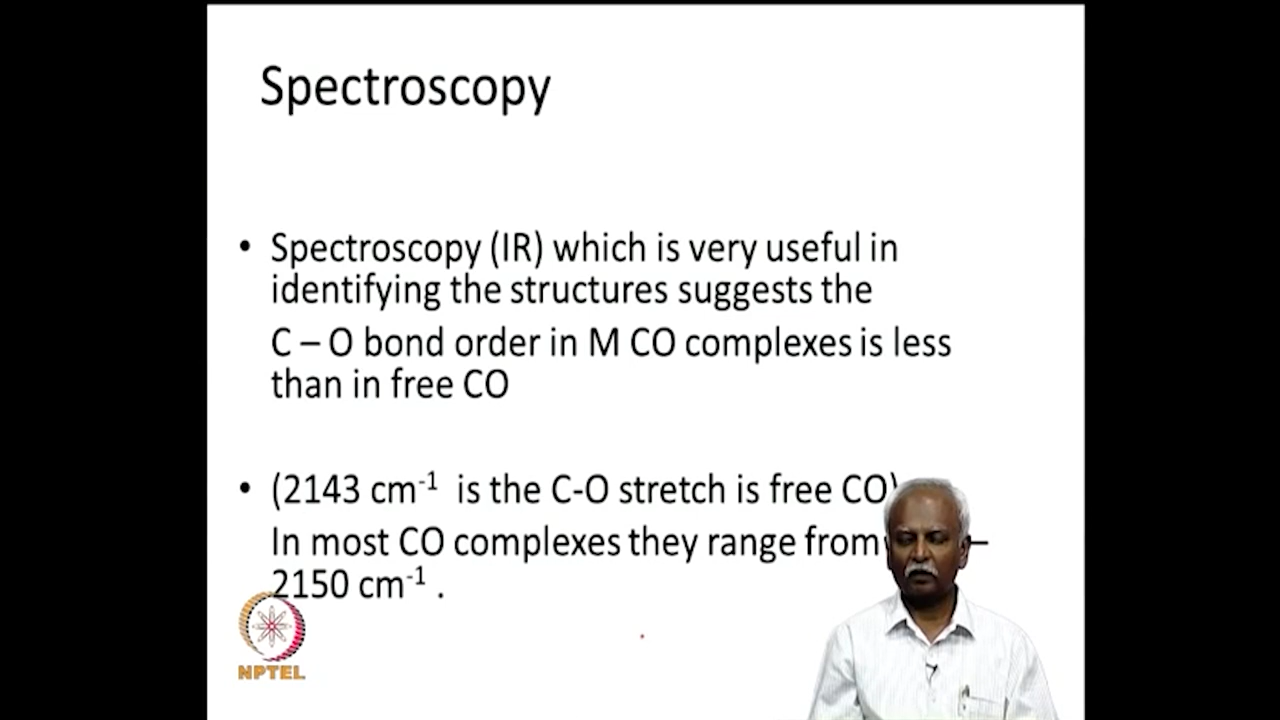 Spectroscopy
• Spectroscopy (IR) which is very useful in
identifying the structures suggests the
C – O bond order in M CO complexes is less
than in free CO
• (2143 cm⁻¹ is the C-O stretch is free CO)
In most CO complexes they range from –
2150 cm⁻¹ .
NPTEL